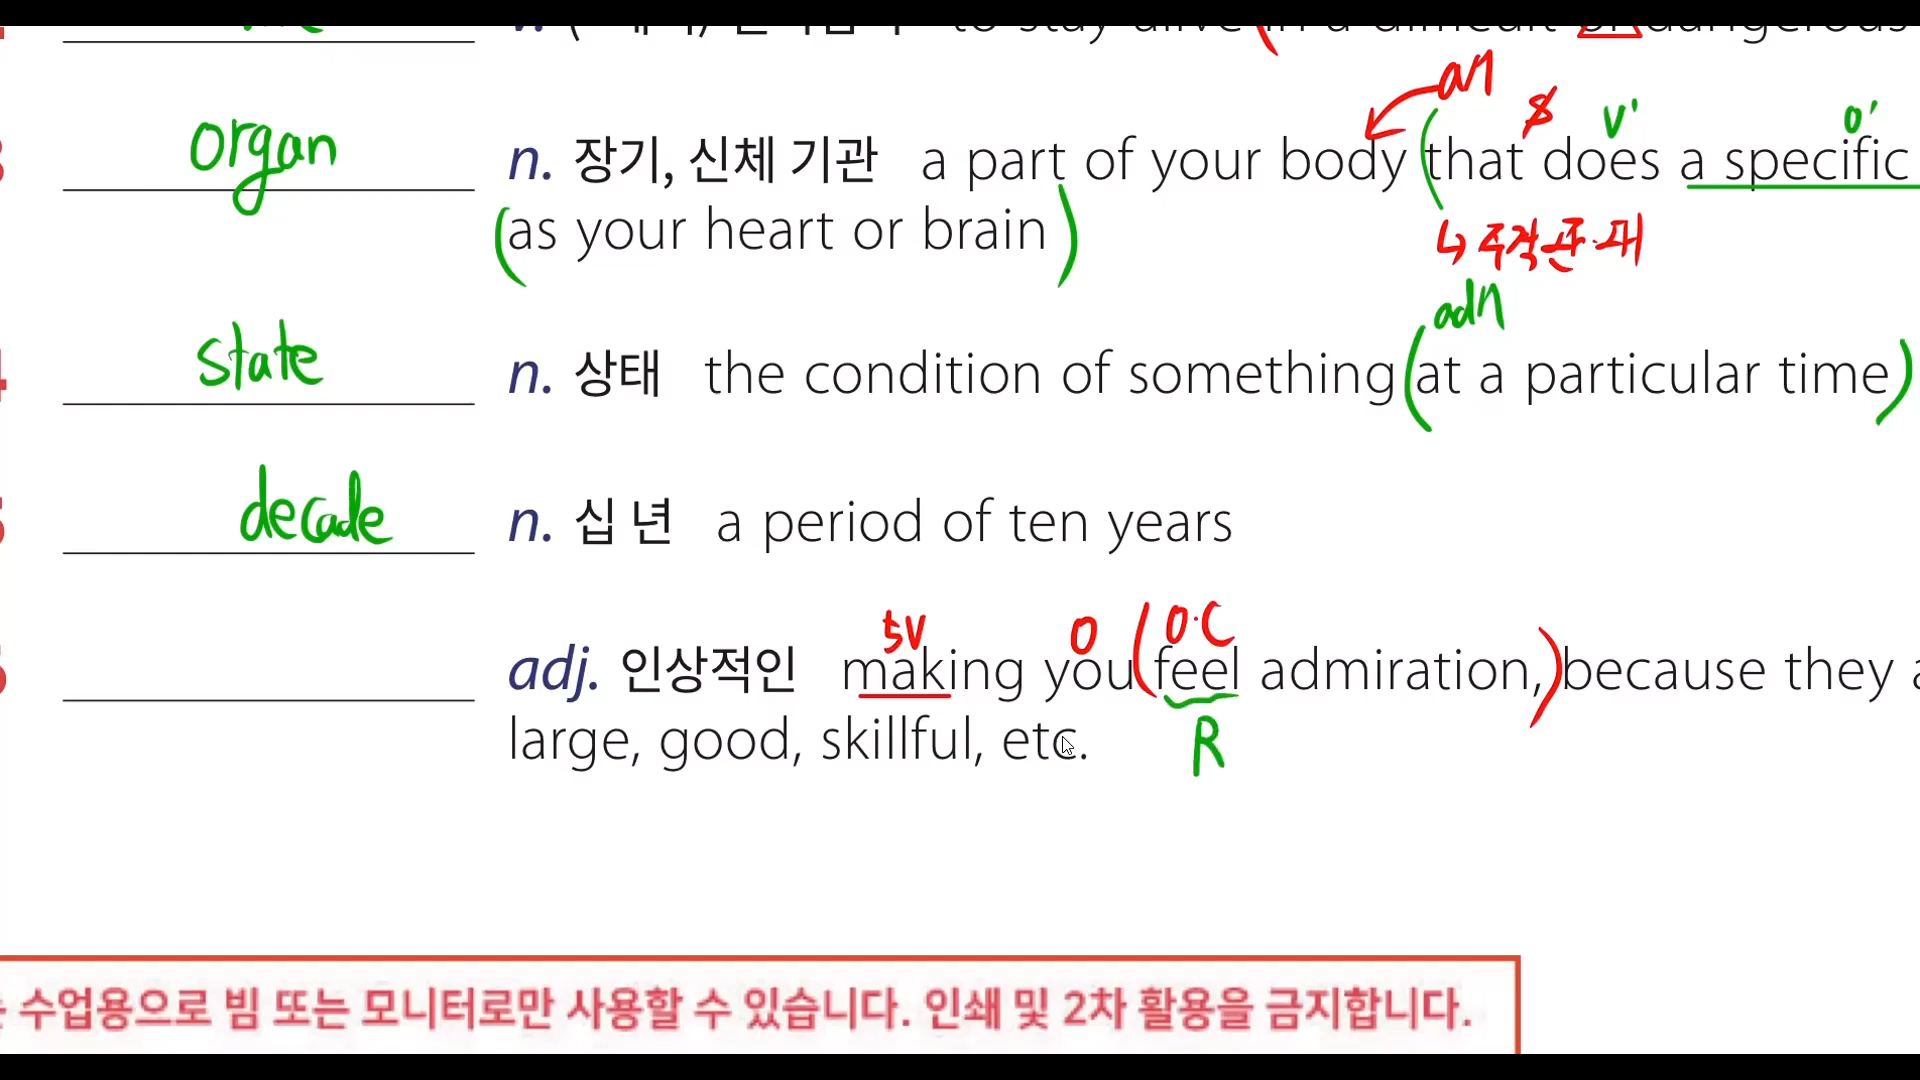 an
$ v' o'
organ n. 장기, 신체 기관 a part of your body (that does a specific
(as your heart or brain)
↳ 주격 관·대
adn
state n. 상태 the condition of something (at a particular time)
decade n. 십 년 a period of ten years
5V O O·C
adj. 인상적인 making you (feel admiration,) because they
large, good, skillful, etc.
R
수업용으로 빔 또는 모니터로만 사용할 수 있습니다. 인쇄 및 2차 활용을 금지합니다.